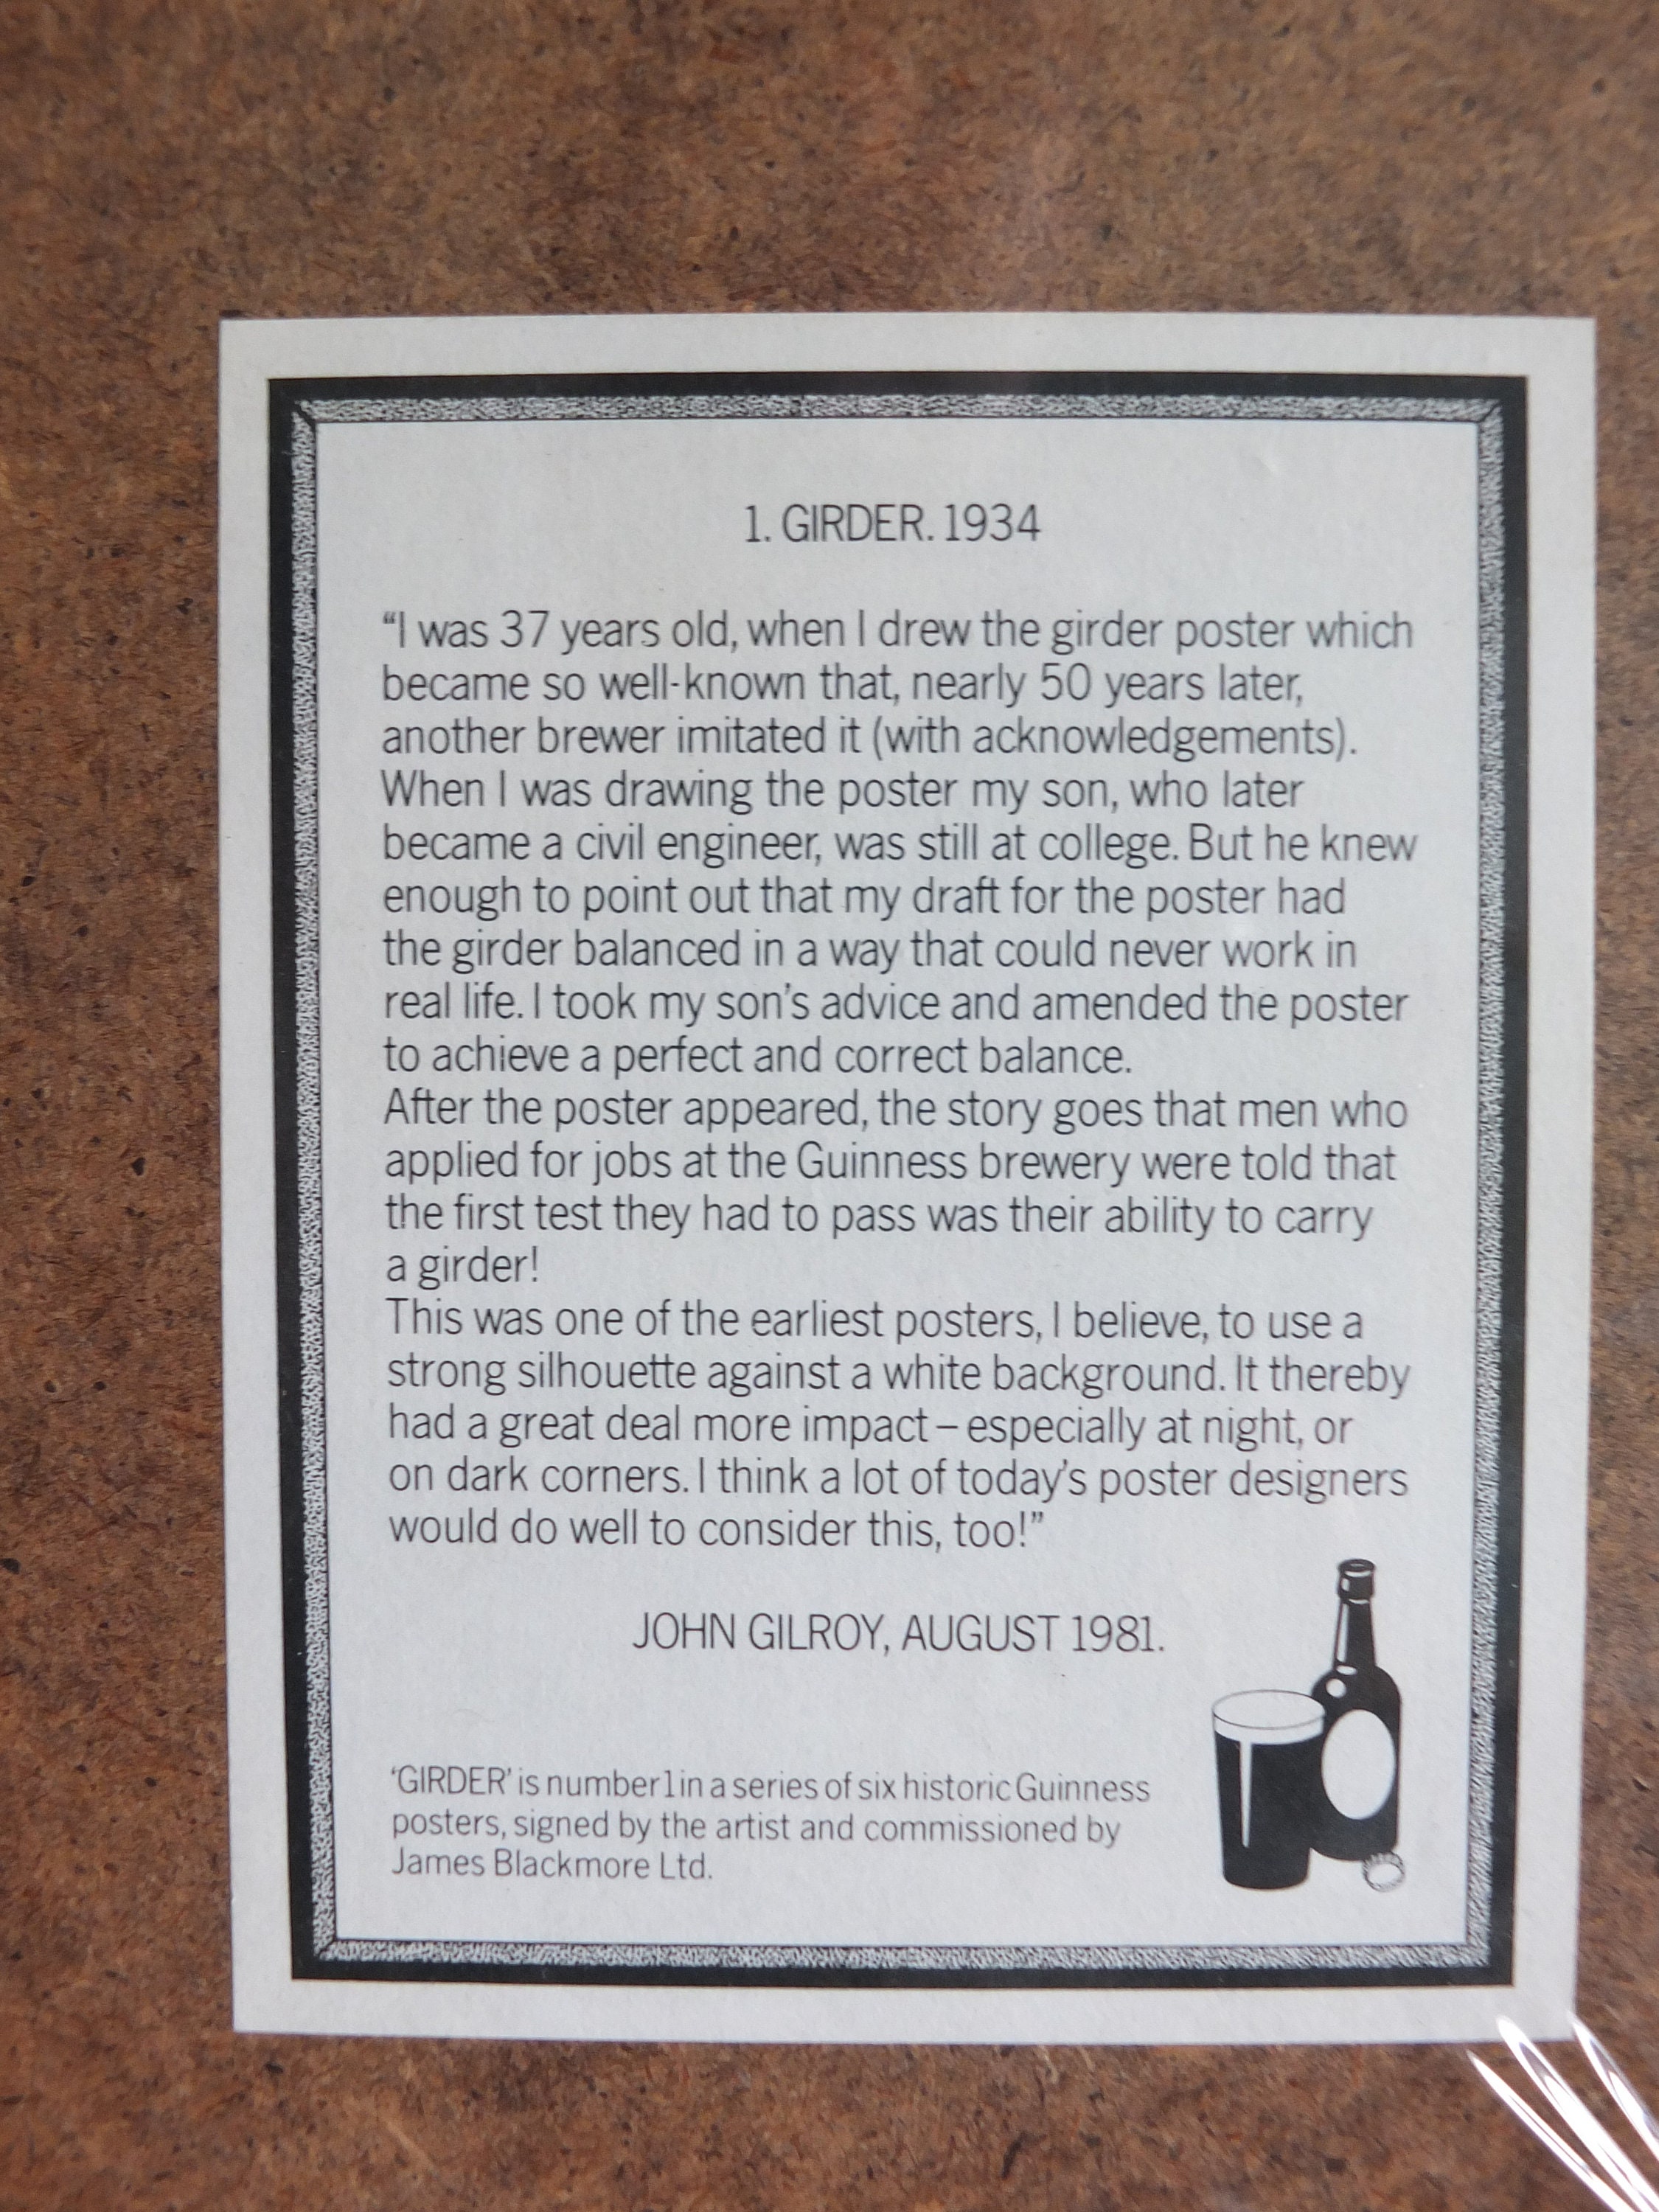 1. GIRDER. 1934
“I was 37 years old, when I drew the girder poster which
became so well-known that, nearly 50 years later,
another brewer imitated it (with acknowledgements).
When I was drawing the poster my son, who later
became a civil engineer, was still at college. But he knew
enough to point out that my draft for the poster had
the girder balanced in a way that could never work in
real life. I took my son’s advice and amended the poster
to achieve a perfect and correct balance.
After the poster appeared, the story goes that men who
applied for jobs at the Guinness brewery were told that
the first test they had to pass was their ability to carry
a girder!
This was one of the earliest posters, I believe, to use a
strong silhouette against a white background. It thereby
had a great deal more impact – especially at night, or
on dark corners. I think a lot of today’s poster designers
would do well to consider this, too!”
JOHN GILROY, AUGUST 1981.
‘GIRDER’ is number 1 in a series of six historic Guinness
posters, signed by the artist and commissioned by
James Blackmore Ltd.